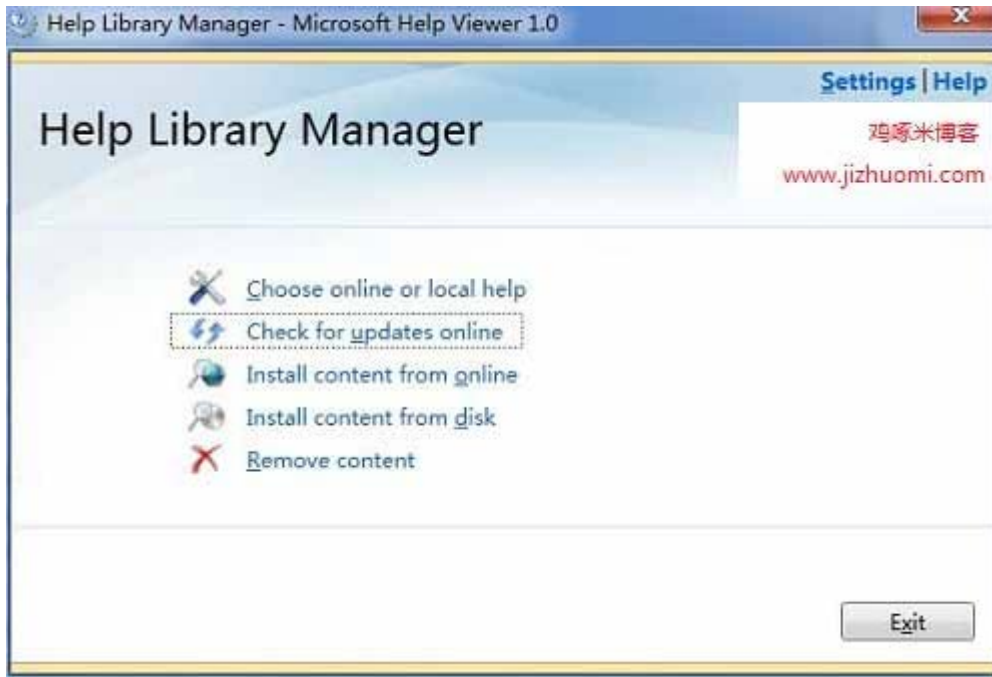 Help Library Manager - Microsoft Help Viewer 1.0
Settings | Help
Help Library Manager
鸡啄米博客
www.jizhuomi.com
Choose online or local help
Check for updates online
Install content from online
Install content from disk
Remove content
Exit